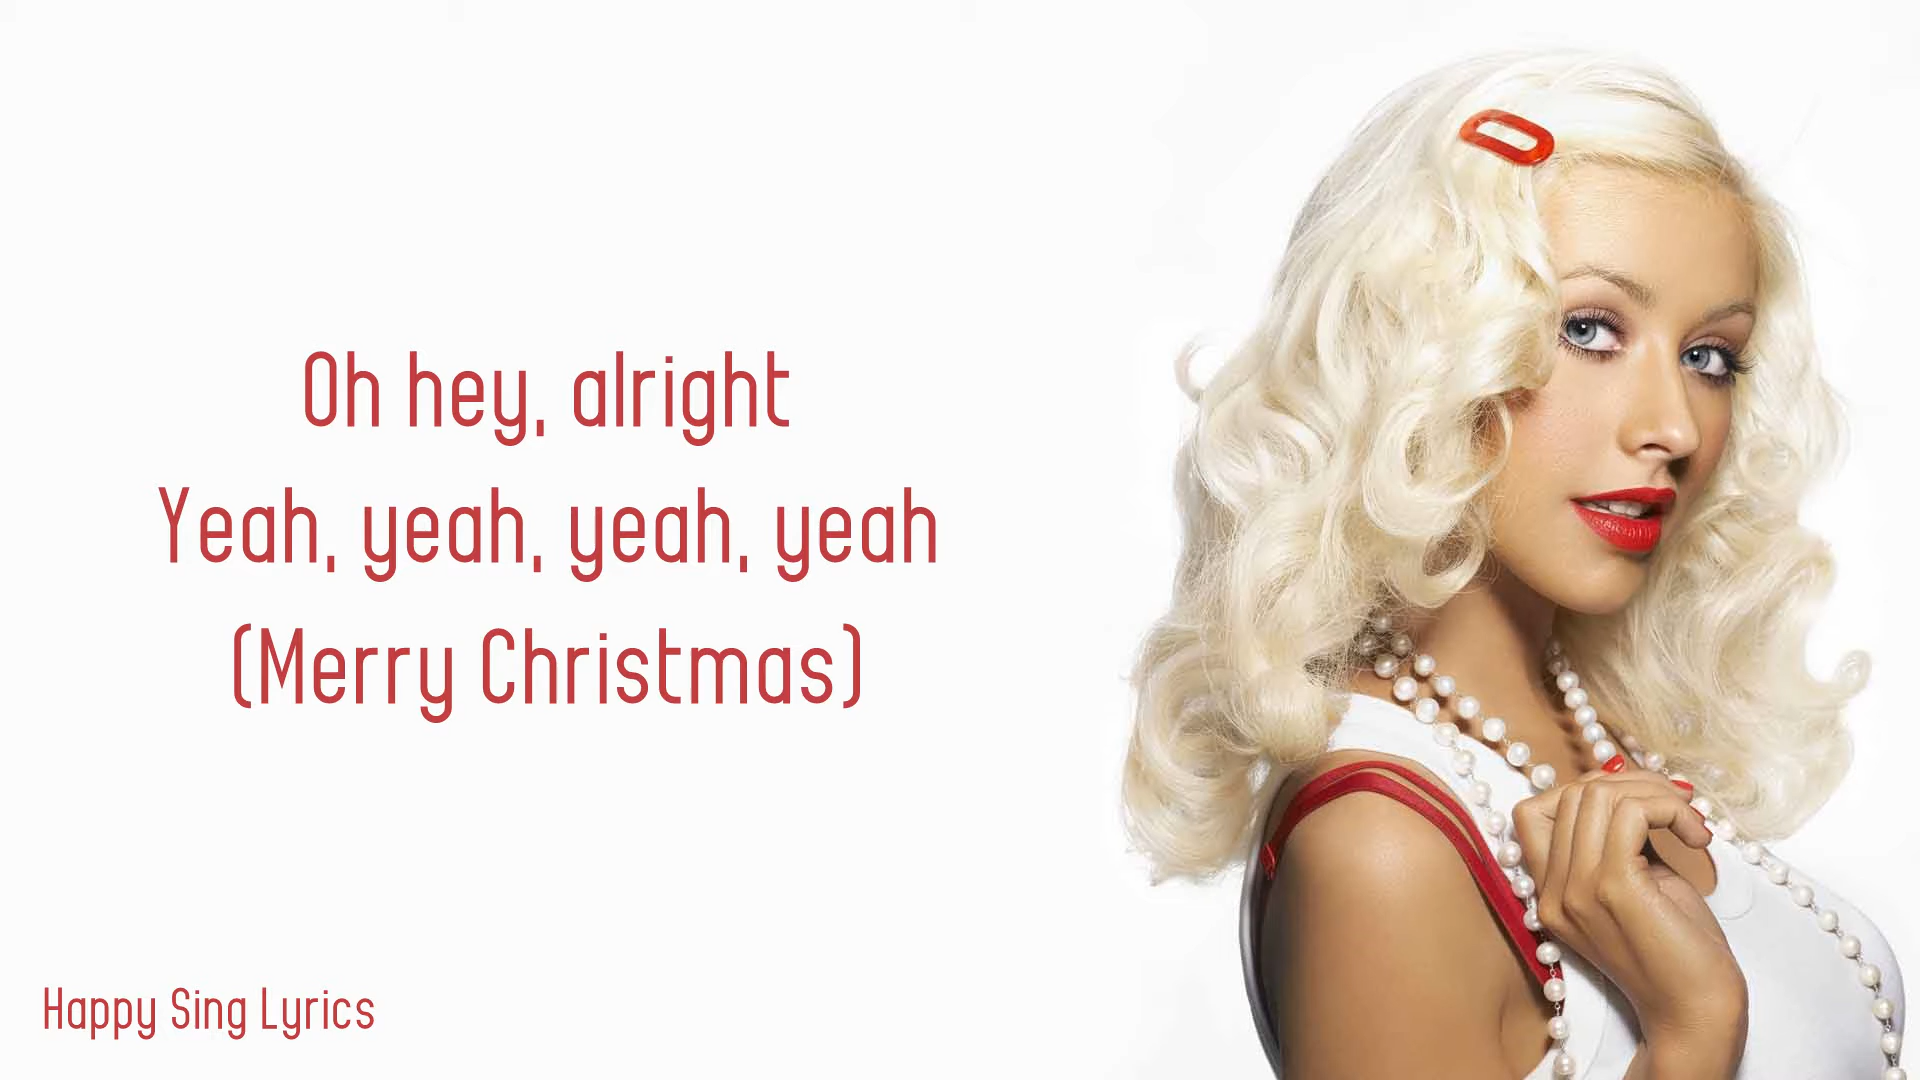 Oh hey, alright
Yeah, yeah, yeah, yeah
(Merry Christmas)
Happy Sing Lyrics